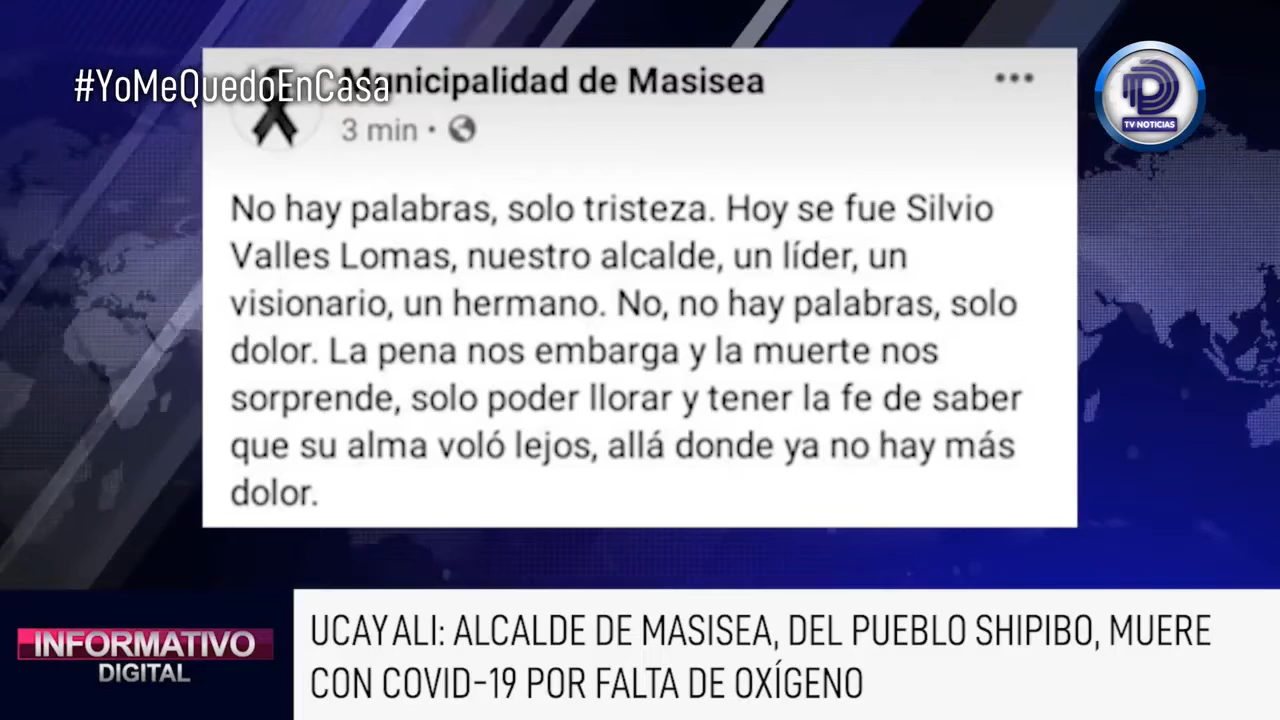 #YoMeQuedoEnCasa
Municipalidad de Masisea
3 min
No hay palabras, solo tristeza. Hoy se fue Silvio
Valles Lomas, nuestro alcalde, un líder, un
visionario, un hermano. No, no hay palabras, solo
dolor. La pena nos embarga y la muerte nos
sorprende, solo poder llorar y tener la fe de saber
que su alma voló lejos, allá donde ya no hay más
dolor.
D
TV NOTICIAS
INFORMATIVO
DIGITAL
UCAYALI: ALCALDE DE MASISEA, DEL PUEBLO SHIPIBO, MUERE
CON COVID-19 POR FALTA DE OXÍGENO